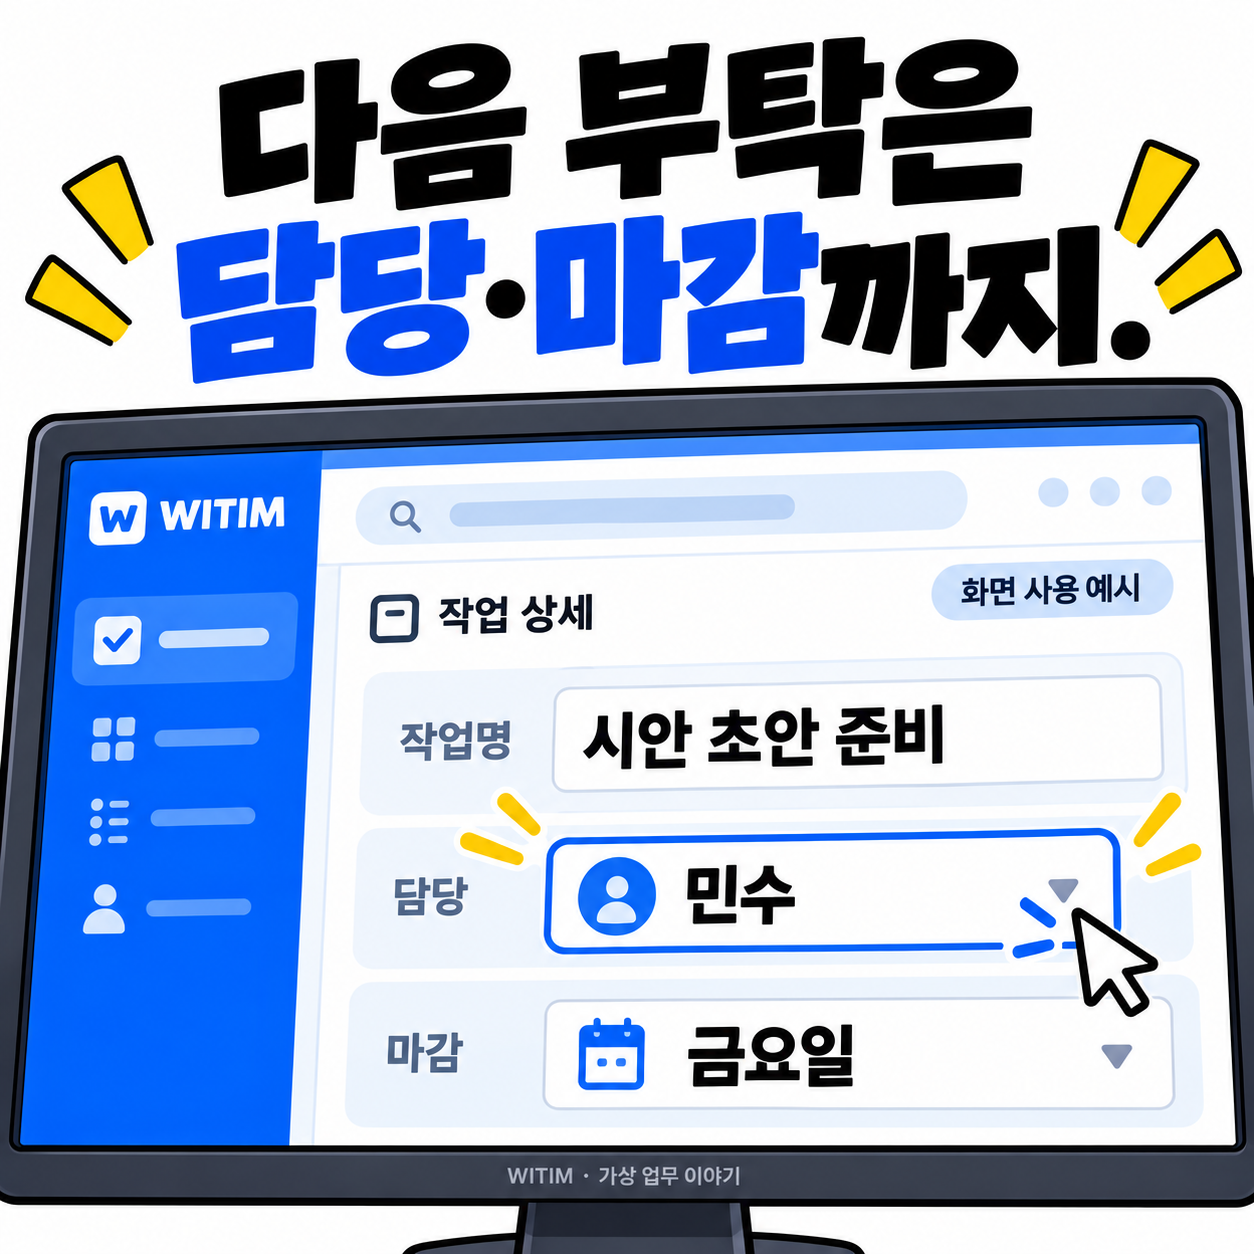 다음 부탁은
담당·마감까지.
W WITIM
화면 사용 예시
작업 상세
작업명 시안 초안 준비
담당 민수
마감 금요일
WITIM · 가상 업무 이야기